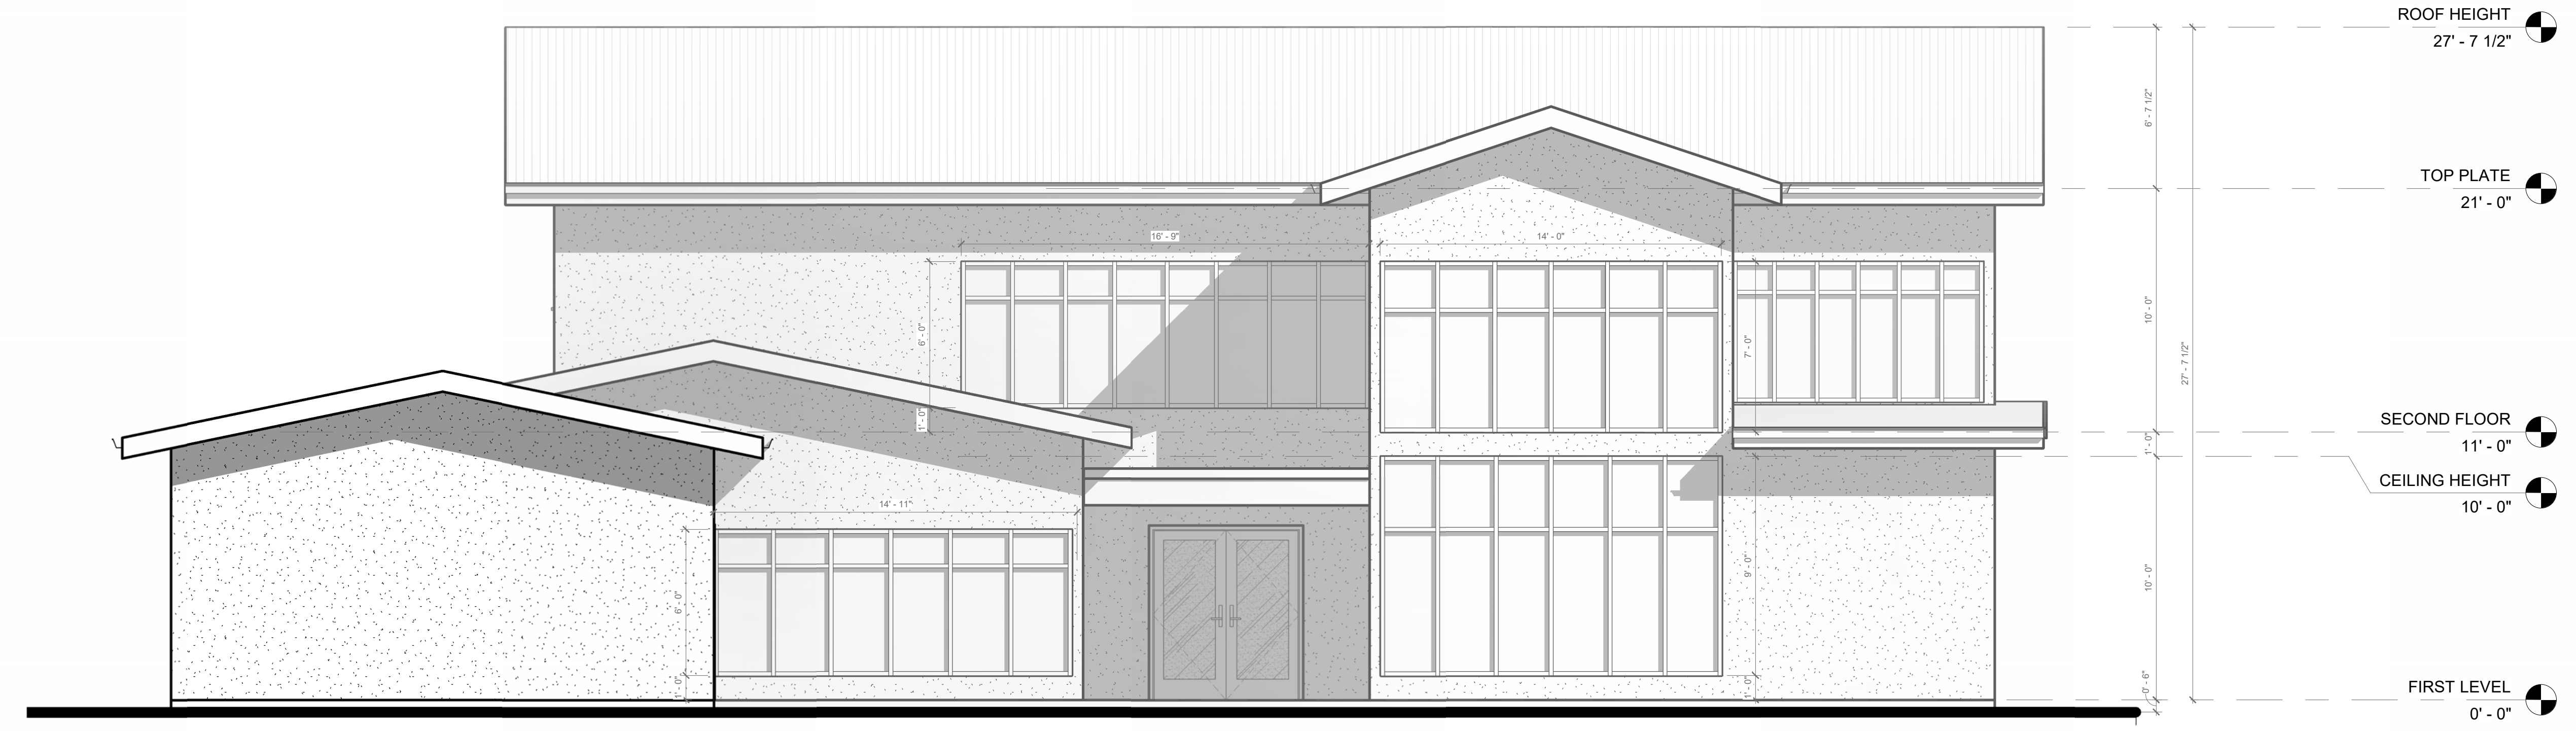 ROOF HEIGHT
27' - 7 1/2"
6' - 7 1/2"
TOP PLATE
21' - 0"
16' - 9"
14' - 0"
10' - 0"
6' - 0"
7' - 0"
27' - 7 1/2"
1' - 0"
SECOND FLOOR
11' - 0"
1' - 0"
CEILING HEIGHT
10' - 0"
14' - 11"
9' - 0"
10' - 0"
6' - 0"
1' - 0"
1' - 0"
0' - 6"
FIRST LEVEL
0' - 0"